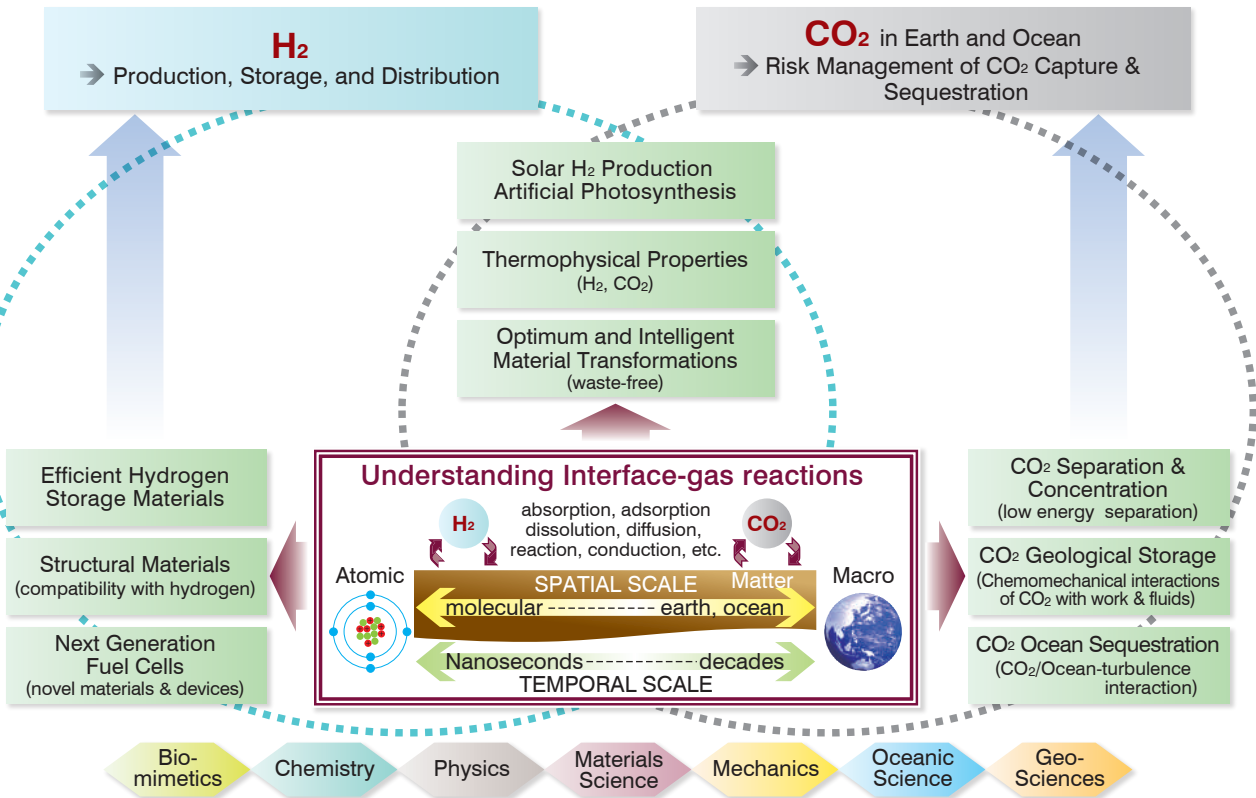 H₂
Production, Storage, and Distribution
CO₂ in Earth and Ocean
Risk Management of CO₂ Capture &
Sequestration
Solar H₂ Production
Artificial Photosynthesis
Thermophysical Properties
(H₂, CO₂)
Optimum and Intelligent
Material Transformations
(waste-free)
Efficient Hydrogen
Storage Materials
Structural Materials
(compatibility with hydrogen)
Next Generation
Fuel Cells
(novel materials & devices)
Understanding Interface-gas reactions
H₂
absorption, adsorption
dissolution, diffusion,
reaction, conduction, etc.
CO₂
Atomic
SPATIAL SCALE
Matter
Macro
molecular ----------- earth, ocean
Nanoseconds ----------- decades
TEMPORAL SCALE
CO₂ Separation &
Concentration
(low energy separation)
CO₂ Geological Storage
(Chemomechanical interactions
of CO₂ with work & fluids)
CO₂ Ocean Sequestration
(CO₂/Ocean-turbulence
interaction)
Bio-
mimetics
Chemistry
Physics
Materials
Science
Mechanics
Oceanic
Science
Geo-
Sciences